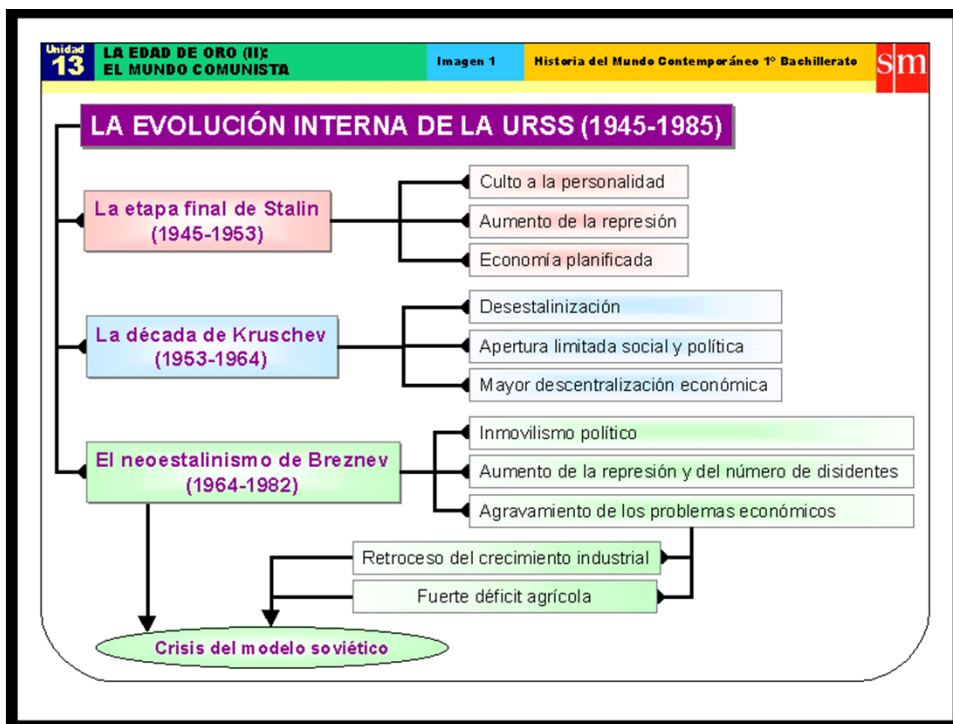 Unidad
13
LA EDAD DE ORO (II):
EL MUNDO COMUNISTA
Imagen 1
Historia del Mundo Contemporáneo 1º Bachillerato
sm
LA EVOLUCIÓN INTERNA DE LA URSS (1945-1985)
La etapa final de Stalin
(1945-1953)
Culto a la personalidad
Aumento de la represión
Economía planificada
La década de Kruschev
(1953-1964)
Desestalinización
Apertura limitada social y política
Mayor descentralización económica
El neoestalinismo de Breznev
(1964-1982)
Inmovilismo político
Aumento de la represión y del número de disidentes
Agravamiento de los problemas económicos
Retroceso del crecimiento industrial
Fuerte déficit agrícola
Crisis del modelo soviético